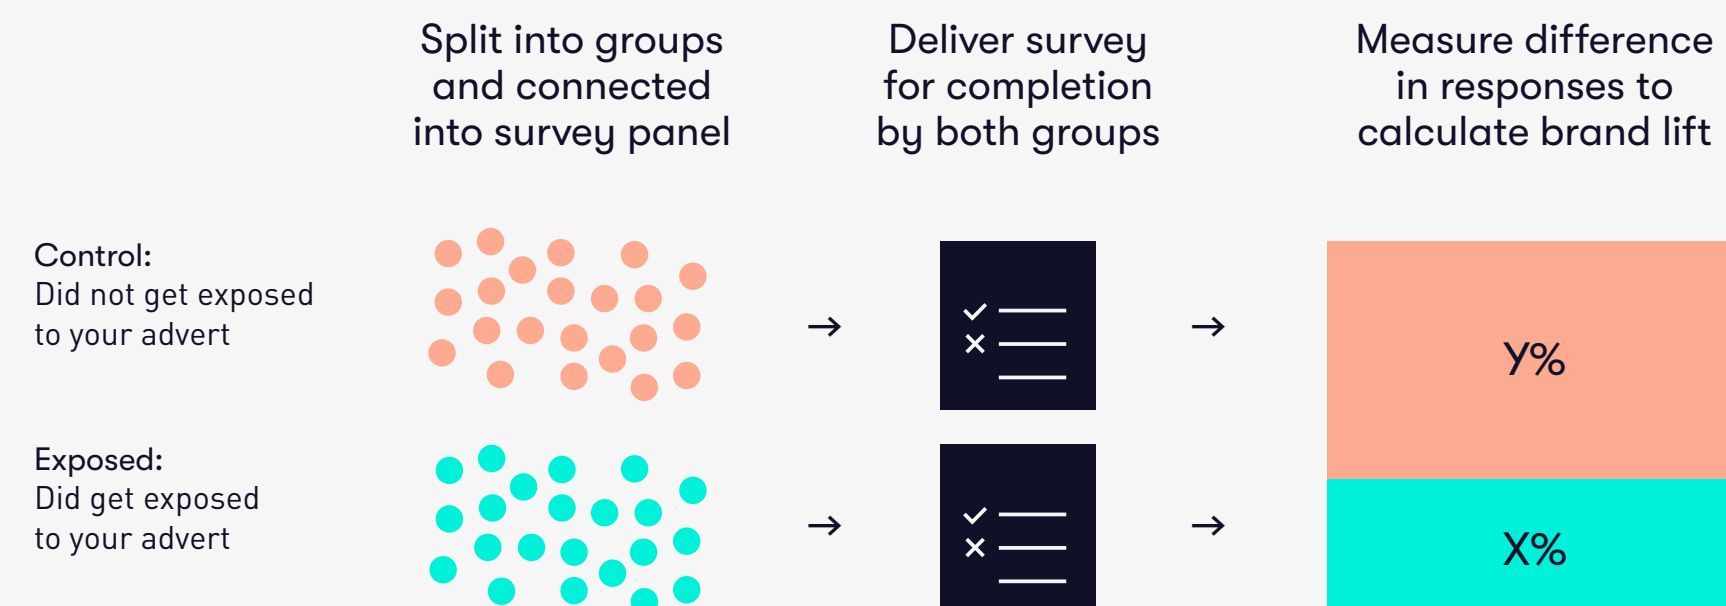 Split into groups
and connected
into survey panel
Deliver survey
for completion
by both groups
Measure difference
in responses to
calculate brand lift
Control:
Did not get exposed
to your advert
Y%
Exposed:
Did get exposed
to your advert
X%